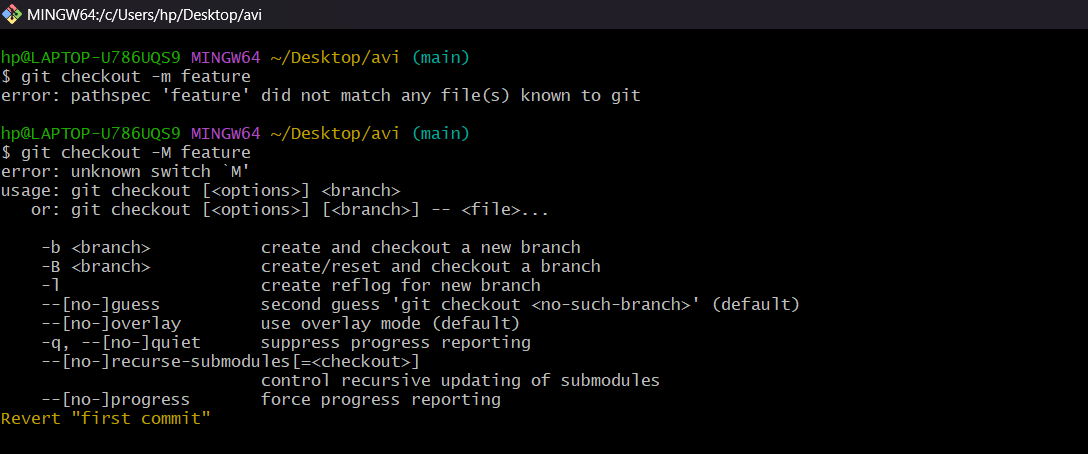 MINGW64:/c/Users/hp/Desktop/avi
hp@LAPTOP-U786UQS9 MINGW64 ~/Desktop/avi (main)
$ git checkout -m feature
error: pathspec 'feature' did not match any file(s) known to git
hp@LAPTOP-U786UQS9 MINGW64 ~/Desktop/avi (main)
$ git checkout -M feature
error: unknown switch `M'
usage: git checkout [<options>] <branch>
   or: git checkout [<options>] [<branch>] -- <file>...
    -b <branch>           create and checkout a new branch
    -B <branch>           create/reset and checkout a branch
    -l                    create reflog for new branch
    --[no-]guess          second guess 'git checkout <no-such-branch>' (default)
    --[no-]overlay        use overlay mode (default)
    -q, --[no-]quiet      suppress progress reporting
    --[no-]recurse-submodules[=<checkout>]
                          control recursive updating of submodules
    --[no-]progress       force progress reporting
Revert "first commit"